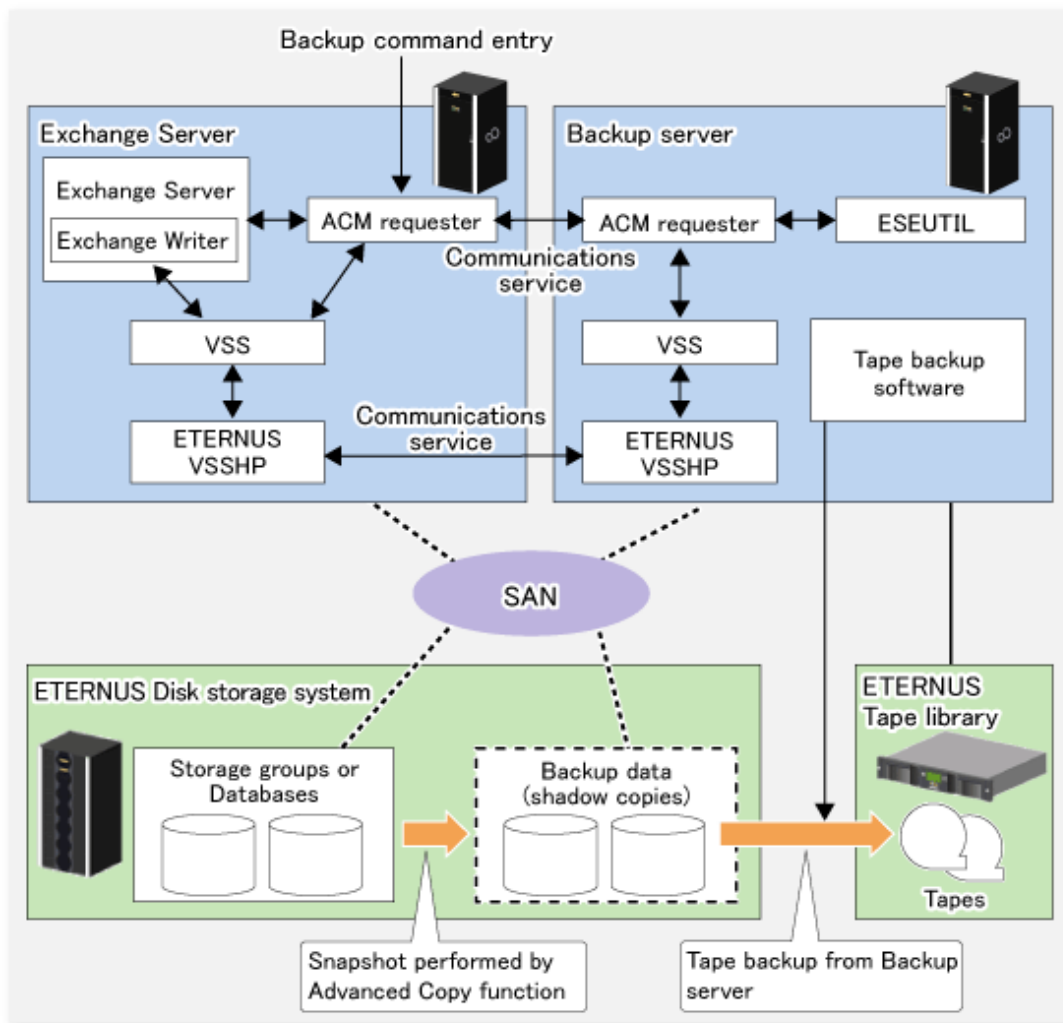 Backup command entry
Exchange Server
Exchange Server
Exchange Writer
ACM requester
VSS
ETERNUS
VSSHP
Communications
service
Communications
service
Backup server
ACM requester
ESEUTIL
VSS
ETERNUS
VSSHP
Tape backup
software
SAN
ETERNUS Disk storage system
Storage groups or
Databases
Backup data
(shadow copies)
ETERNUS
Tape library
Tapes
Snapshot performed by
Advanced Copy function
Tape backup from Backup
server